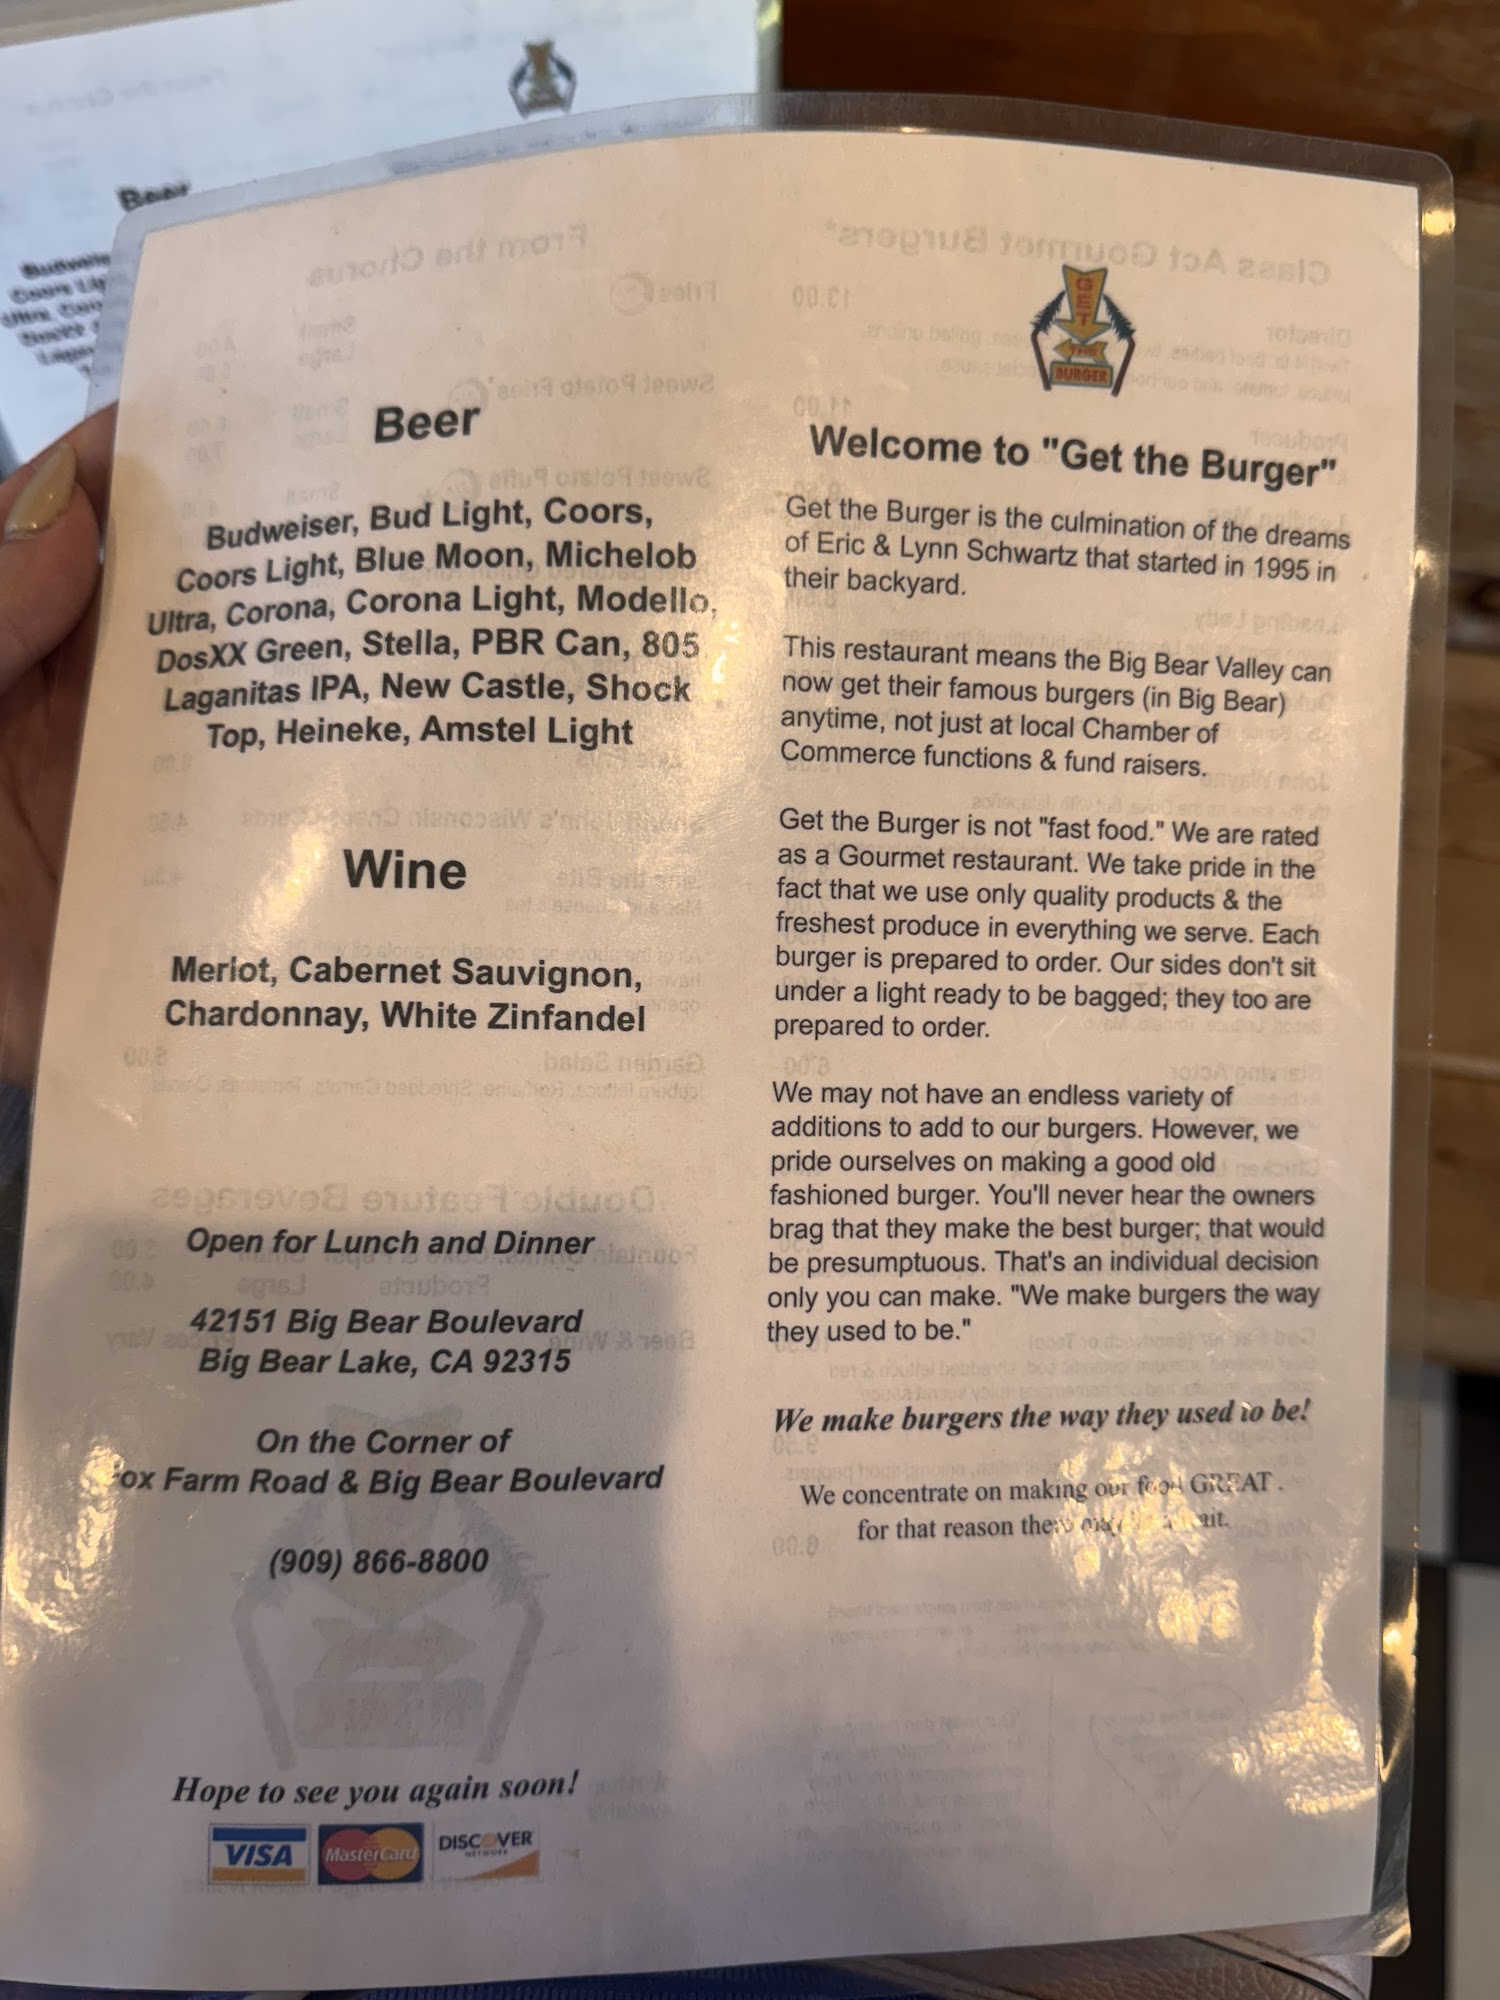 Beer
Budweiser, Bud Light, Coors,
Coors Light, Blue Moon, Michelob
Ultra, Corona, Corona Light, Modello,
DosXX Green, Stella, PBR Can, 805
Laganitas IPA, New Castle, Shock
Top, Heineke, Amstel Light
Wine
Merlot, Cabernet Sauvignon,
Chardonnay, White Zinfandel
Open for Lunch and Dinner
42151 Big Bear Boulevard
Big Bear Lake, CA 92315
On the Corner of
Farm Road & Big Bear Boulevard
(909) 866-8800
Hope to see you again soon!
VISA MasterCard DISCOVER
NETWORK
GET
THE
BURGER
Welcome to "Get the Burger"
Get the Burger is the culmination of the dreams
of Eric & Lynn Schwartz that started in 1995 in
their backyard.
This restaurant means the Big Bear Valley can
now get their famous burgers (in Big Bear)
anytime, not just at local Chamber of
Commerce functions & fund raisers.
Get the Burger is not "fast food." We are rated
as a Gourmet restaurant. We take pride in the
fact that we use only quality products & the
freshest produce in everything we serve. Each
burger is prepared to order. Our sides don't sit
under a light ready to be bagged; they too are
prepared to order.
We may not have an endless variety of
additions to add to our burgers. However, we
pride ourselves on making a good old
fashioned burger. You'll never hear the owners
brag that they make the best burger; that would
be presumptuous. That's an individual decision
only you can make. "We make burgers the way
they used to be."
We make burgers the way they used to be!
We concentrate on making our food GREAT .
for that reason there
Beer